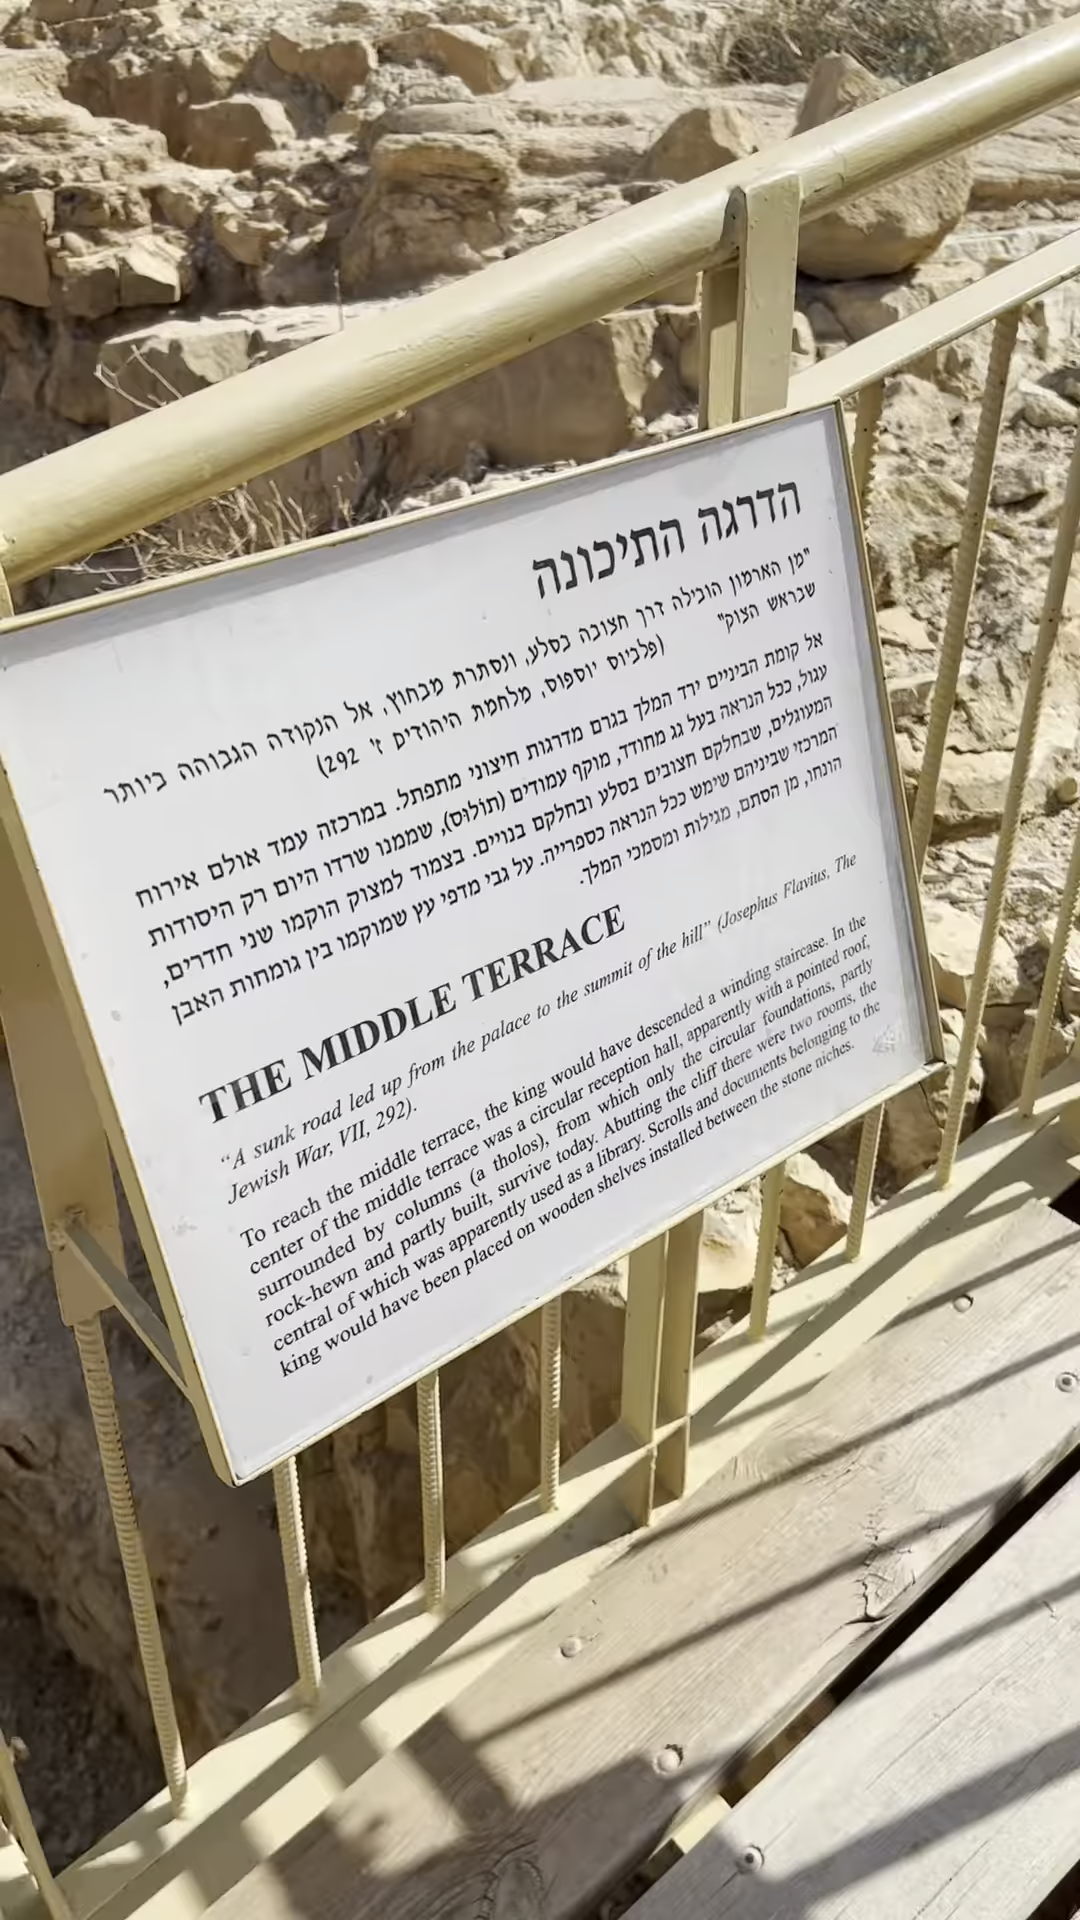 הדרגה התיכונה
"מן הארמון הובילה דרך חצובה בסלע, ונסתרת מבחוץ, אל הנקודה הגבוהה ביותר
שבראש הצוק" (פלביוס יוספוס, מלחמת היהודים ז' 292)
אל קומת הביניים ירד המלך בגרם מדרגות חיצוני מתפתל. במרכזה עמד אולם אירוח
עגול, ככל הנראה בעל גג מחודד, מוקף עמודים (תוֹלוּס), שממנו שרדו היום רק היסודות
המעוגלים, שבחלקם חצובים בסלע ובחלקם בנויים. בצמוד למצוק הוקמו שני חדרים,
המרכזי שביניהם שימש ככל הנראה כספרייה. על גבי מדפי עץ שמוקמו בין גומחות האבן
הונחו, מן הסתם, מגילות ומסמכי המלך.
THE MIDDLE TERRACE
"A sunk road led up from the palace to the summit of the hill" (Josephus Flavius, The
Jewish War, VII, 292).
To reach the middle terrace, the king would have descended a winding staircase. In the
center of the middle terrace was a circular reception hall, apparently with a pointed roof,
surrounded by columns (a tholos), from which only the circular foundations, partly
rock-hewn and partly built, survive today. Abutting the cliff there were two rooms, the
central of which was apparently used as a library. Scrolls and documents belonging to the
king would have been placed on wooden shelves installed between the stone niches.